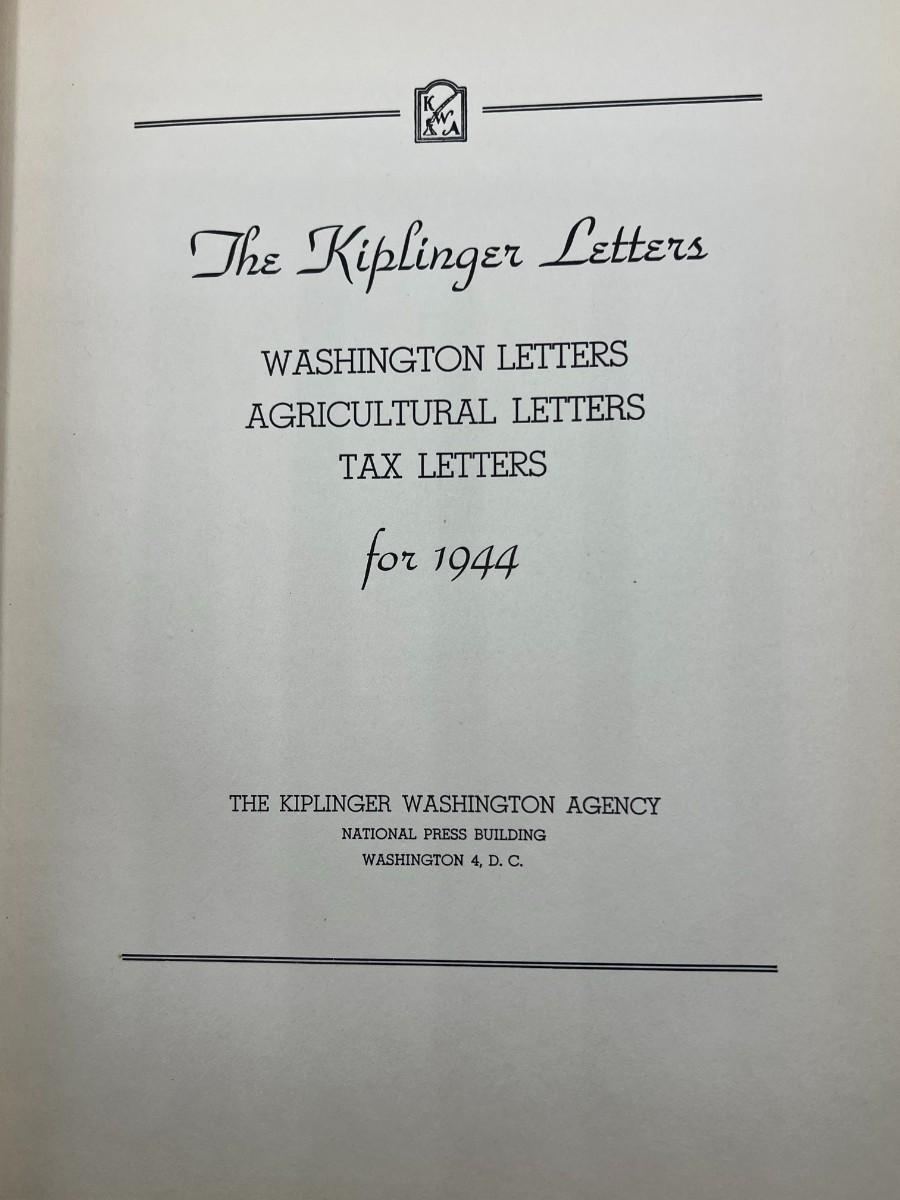 KWA
The Kiplinger Letters
WASHINGTON LETTERS
AGRICULTURAL LETTERS
TAX LETTERS
for 1944
THE KIPLINGER WASHINGTON AGENCY
NATIONAL PRESS BUILDING
WASHINGTON 4, D. C.